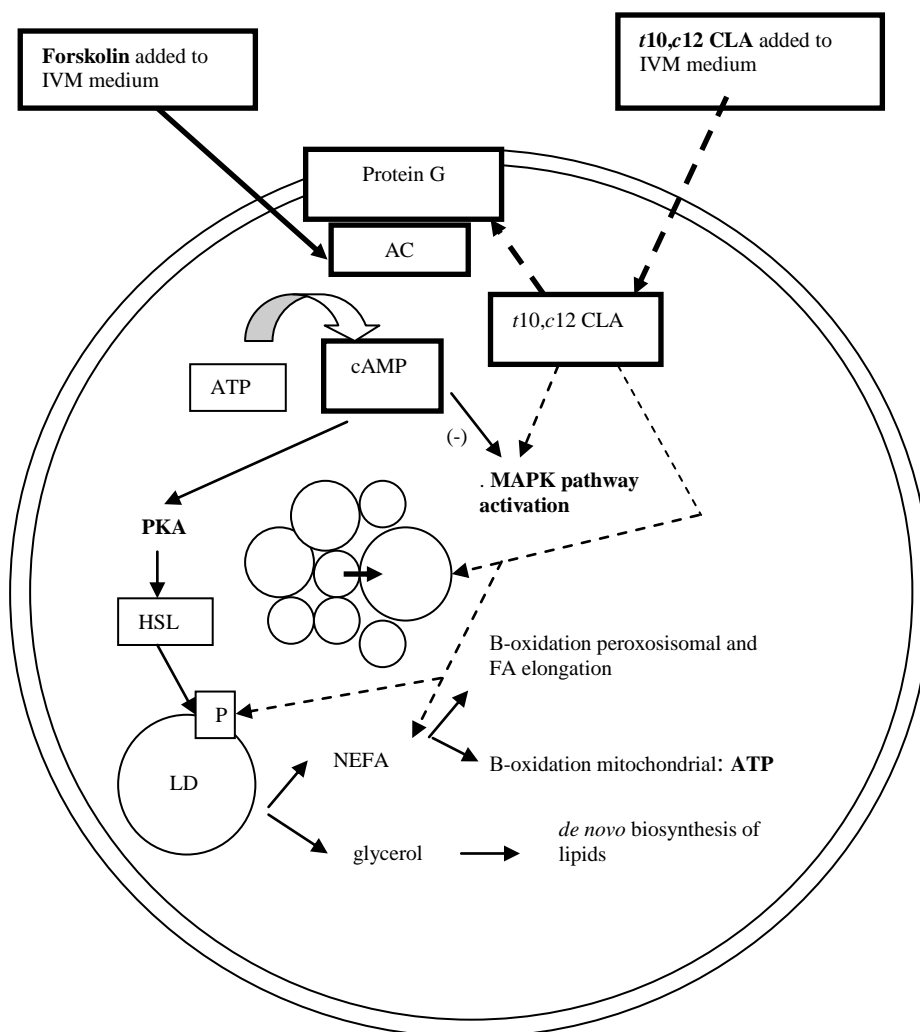 Forskolin added to
IVM medium
t10,c12 CLA added to
IVM medium
Protein G
AC
t10,c12 CLA
cAMP
ATP
(-)
. MAPK pathway
activation
PKA
HSL
B-oxidation peroxosisomal and
FA elongation
P
NEFA
B-oxidation mitochondrial: ATP
LD
de novo biosynthesis of
lipids
glycerol